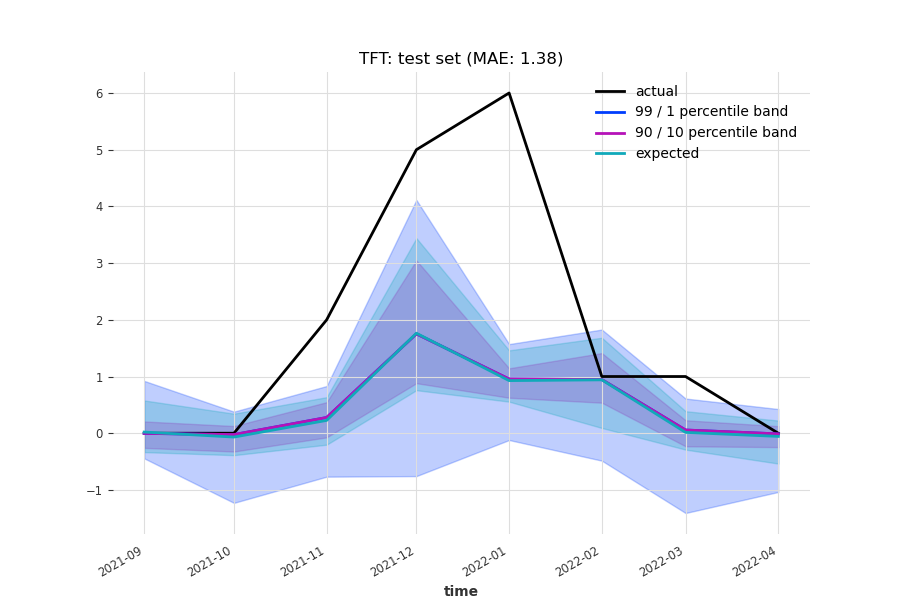 TFT: test set (MAE: 1.38)
actual
99 / 1 percentile band
90 / 10 percentile band
expected
6
5
4
3
2
1
0
−1
2021-09
2021-10
2021-11
2021-12
2022-01
2022-02
2022-03
2022-04
time